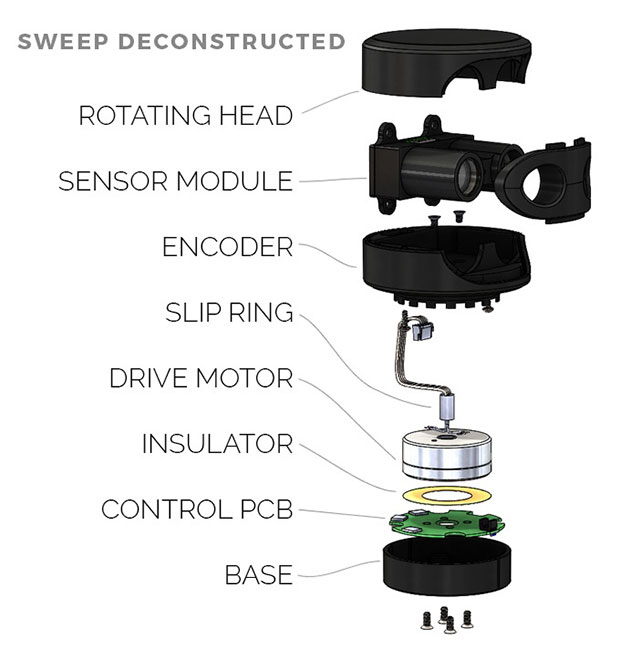 SWEEP DECONSTRUCTED
ROTATING HEAD
SENSOR MODULE
ENCODER
SLIP RING
DRIVE MOTOR
INSULATOR
CONTROL PCB
BASE